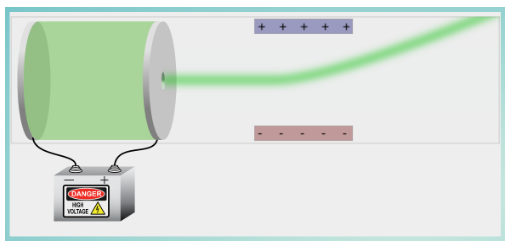 + + + + +
- - - - -
− +
DANGER
HIGH
VOLTAGE